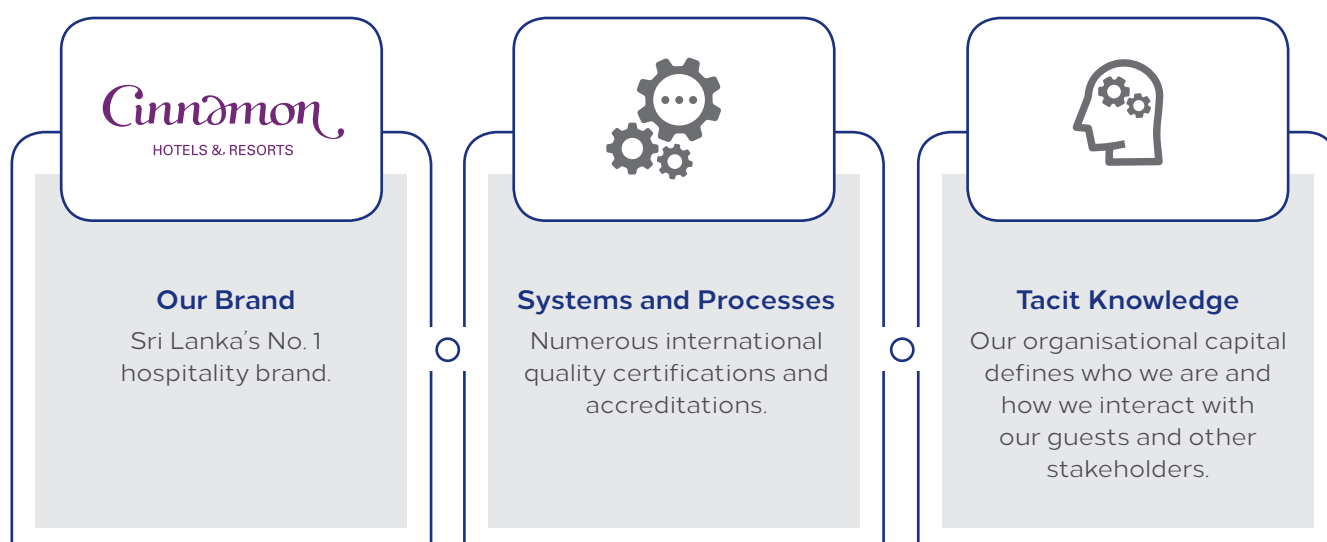 Cinnamon
HOTELS & RESORTS
Our Brand
Sri Lanka's No. 1
hospitality brand.
Systems and Processes
Numerous international
quality certifications and
accreditations.
Tacit Knowledge
Our organisational capital
defines who we are and
how we interact with
our guests and other
stakeholders.